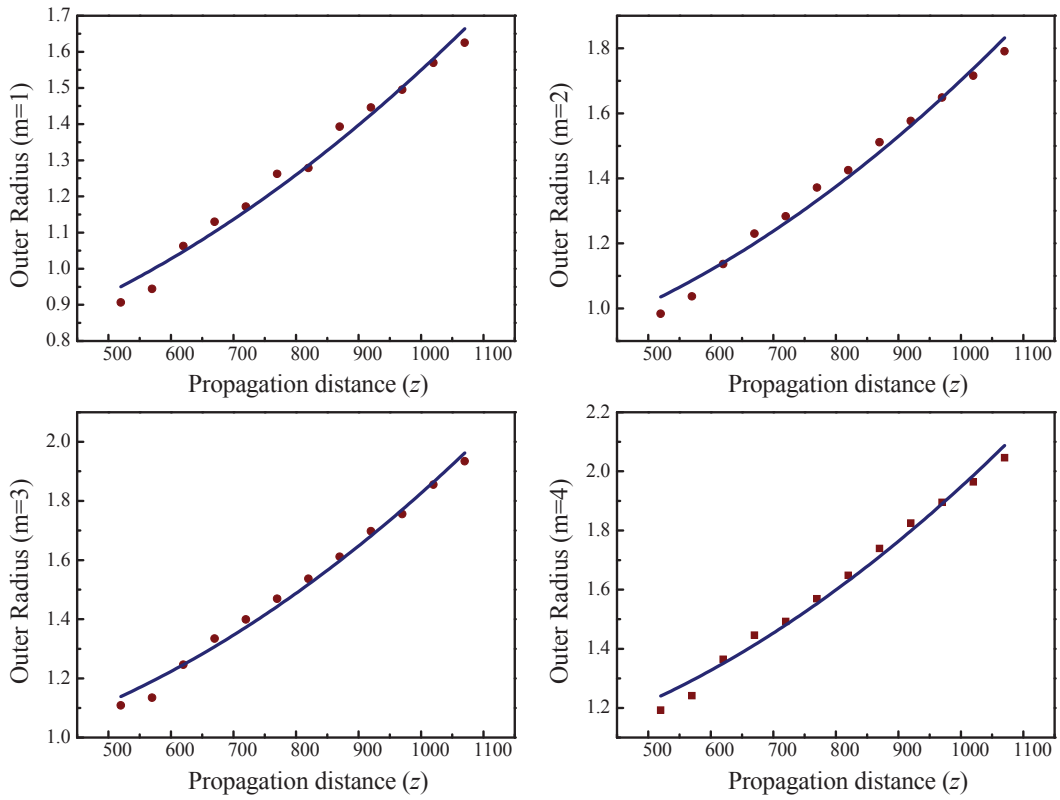 1.7
1.6
1.5
1.4
1.3
1.2
1.1
1.0
0.9
0.8
Outer Radius (m=1)
500 600 700 800 900 1000 1100
Propagation distance (z)
1.8
1.6
1.4
1.2
1.0
Outer Radius (m=2)
500 600 700 800 900 1000 1100
Propagation distance (z)
2.0
1.8
1.6
1.4
1.2
1.0
Outer Radius (m=3)
500 600 700 800 900 1000 1100
Propagation distance (z)
2.2
2.0
1.8
1.6
1.4
1.2
Outer Radius (m=4)
500 600 700 800 900 1000 1100
Propagation distance (z)